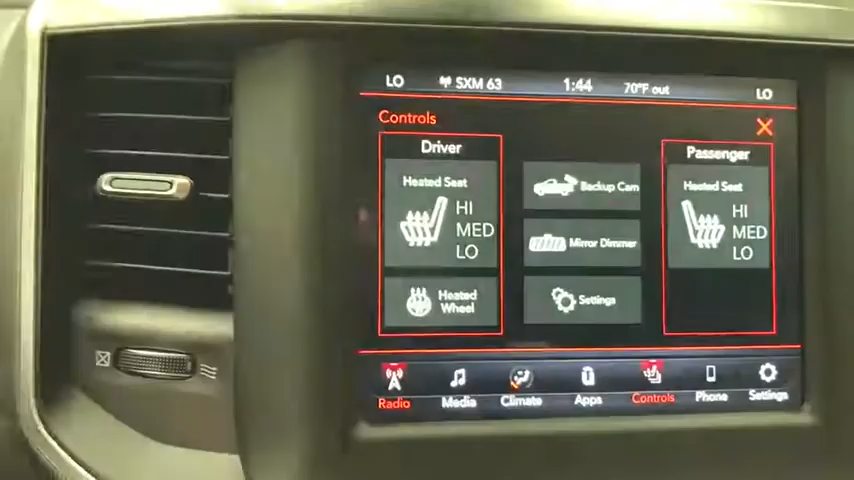 LO SXM 63 1:44 70°F out LO
Controls
Driver
Heated Seat
HI
MED
LO
Heated
Wheel
Backup Cam
Mirror Dimmer
Settings
Passenger
Heated Seat
HI
MED
LO
Radio Media Climate Apps Controls Phone Settings